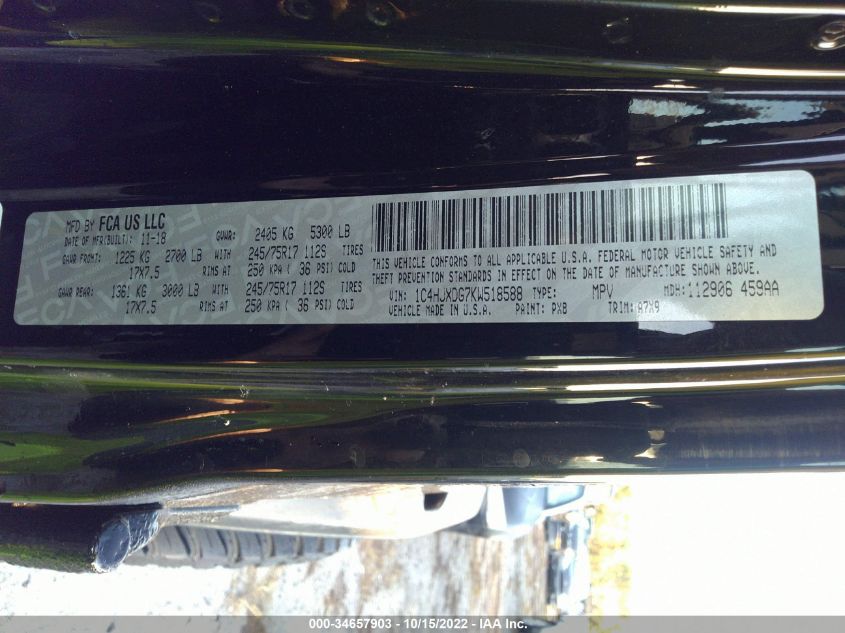 MFD BY FCA US LLC
DATE OF MFR(BUILT): 11-18 GVWR: 2405 KG 5300 LB
GAWR FRONT: 1225 KG 2700 LB WITH 245/75R17 112S TIRES
17X7.5 RIMS AT 250 KPA ( 36 PSI) COLD
GAWR REAR: 1361 KG 3000 LB WITH 245/75R17 112S TIRES
17X7.5 RIMS AT 250 KPA ( 36 PSI) COLD
THIS VEHICLE CONFORMS TO ALL APPLICABLE U.S.A. FEDERAL MOTOR VEHICLE SAFETY AND
THEFT PREVENTION STANDARDS IN EFFECT ON THE DATE OF MANUFACTURE SHOWN ABOVE.
VIN: 1C4HJXDG7KW518588 TYPE: MPV MDH: 112906 459AA
VEHICLE MADE IN U.S.A. PAINT: PX8 TRIM: A7X9
000-34657903 - 10/15/2022 - IAA Inc.